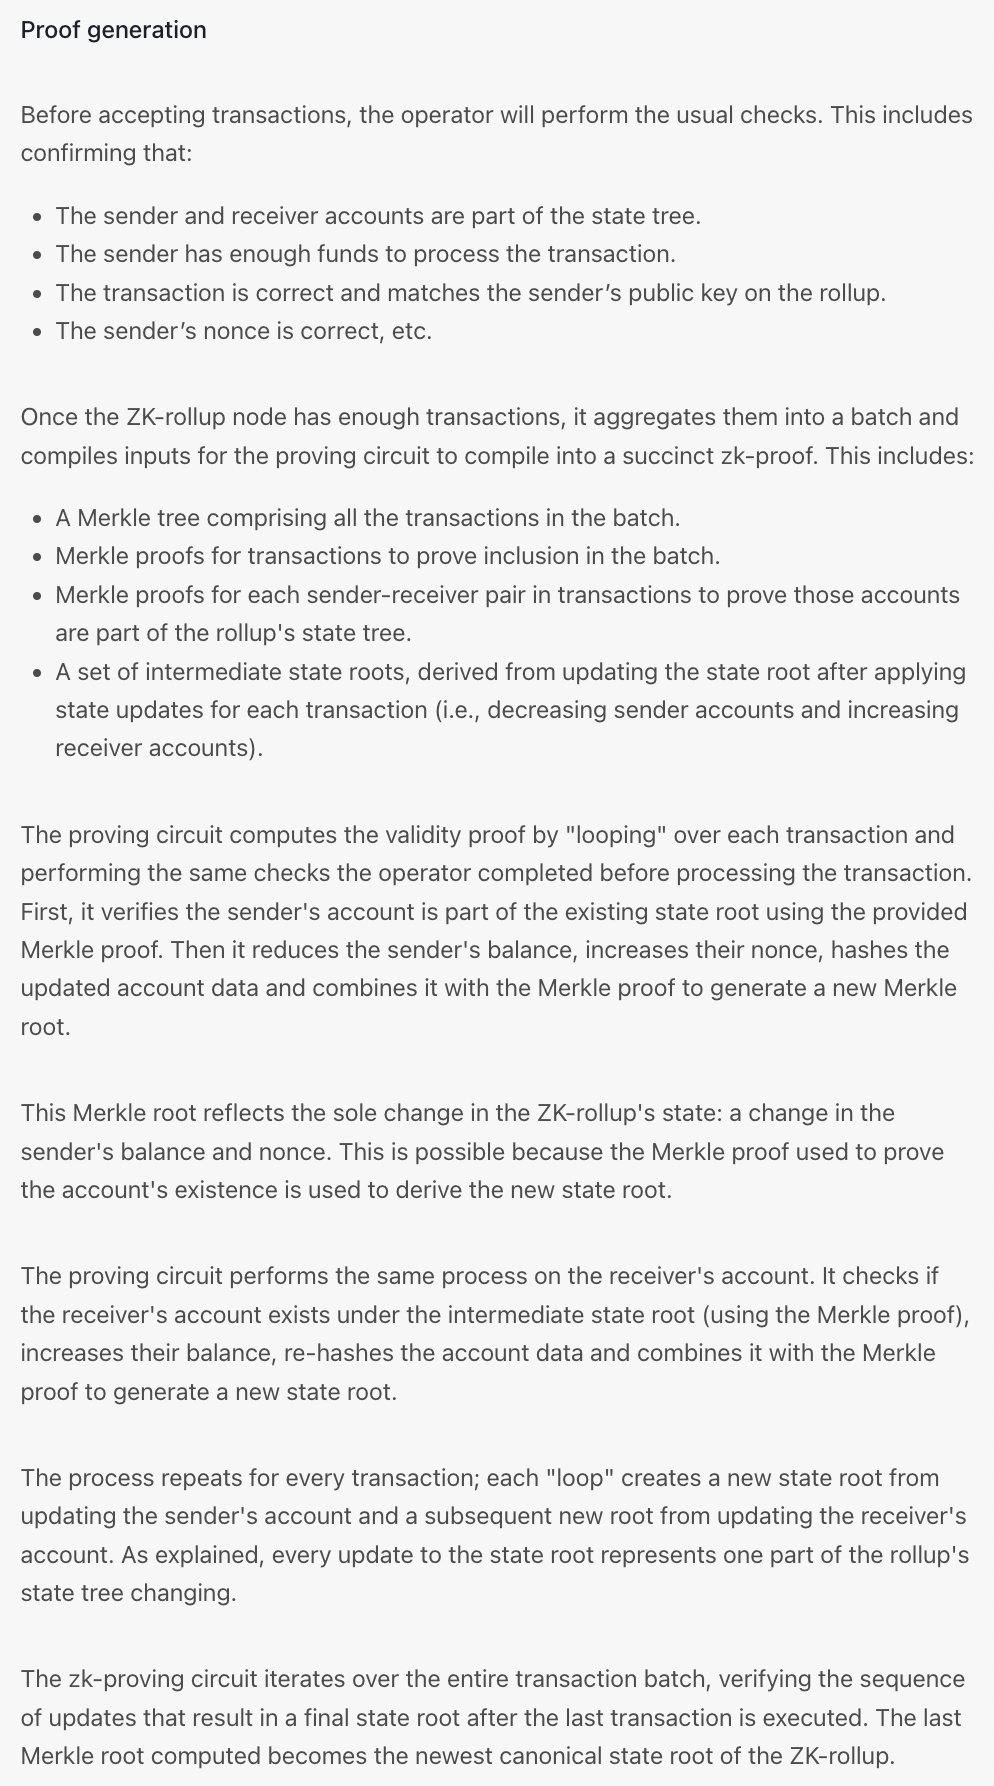 Proof generation
Before accepting transactions, the operator will perform the usual checks. This includes
confirming that:
• The sender and receiver accounts are part of the state tree.
• The sender has enough funds to process the transaction.
• The transaction is correct and matches the sender’s public key on the rollup.
• The sender’s nonce is correct, etc.
Once the ZK-rollup node has enough transactions, it aggregates them into a batch and
compiles inputs for the proving circuit to compile into a succinct zk-proof. This includes:
• A Merkle tree comprising all the transactions in the batch.
• Merkle proofs for transactions to prove inclusion in the batch.
• Merkle proofs for each sender-receiver pair in transactions to prove those accounts
are part of the rollup's state tree.
• A set of intermediate state roots, derived from updating the state root after applying
state updates for each transaction (i.e., decreasing sender accounts and increasing
receiver accounts).
The proving circuit computes the validity proof by "looping" over each transaction and
performing the same checks the operator completed before processing the transaction.
First, it verifies the sender's account is part of the existing state root using the provided
Merkle proof. Then it reduces the sender's balance, increases their nonce, hashes the
updated account data and combines it with the Merkle proof to generate a new Merkle
root.
This Merkle root reflects the sole change in the ZK-rollup's state: a change in the
sender's balance and nonce. This is possible because the Merkle proof used to prove
the account's existence is used to derive the new state root.
The proving circuit performs the same process on the receiver's account. It checks if
the receiver's account exists under the intermediate state root (using the Merkle proof),
increases their balance, re-hashes the account data and combines it with the Merkle
proof to generate a new state root.
The process repeats for every transaction; each "loop" creates a new state root from
updating the sender's account and a subsequent new root from updating the receiver's
account. As explained, every update to the state root represents one part of the rollup's
state tree changing.
The zk-proving circuit iterates over the entire transaction batch, verifying the sequence
of updates that result in a final state root after the last transaction is executed. The last
Merkle root computed becomes the newest canonical state root of the ZK-rollup.